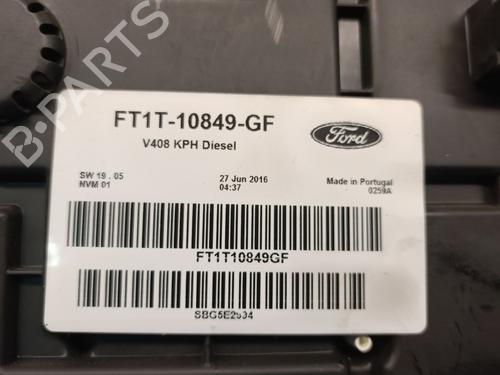 FT1T-10849-GF
V408 KPH Diesel
Ford
SW 19 . 05
NVM 01
27 Jun 2016
04:37
Made in Portugal
0259A
FT1T10849GF
B-PARTS